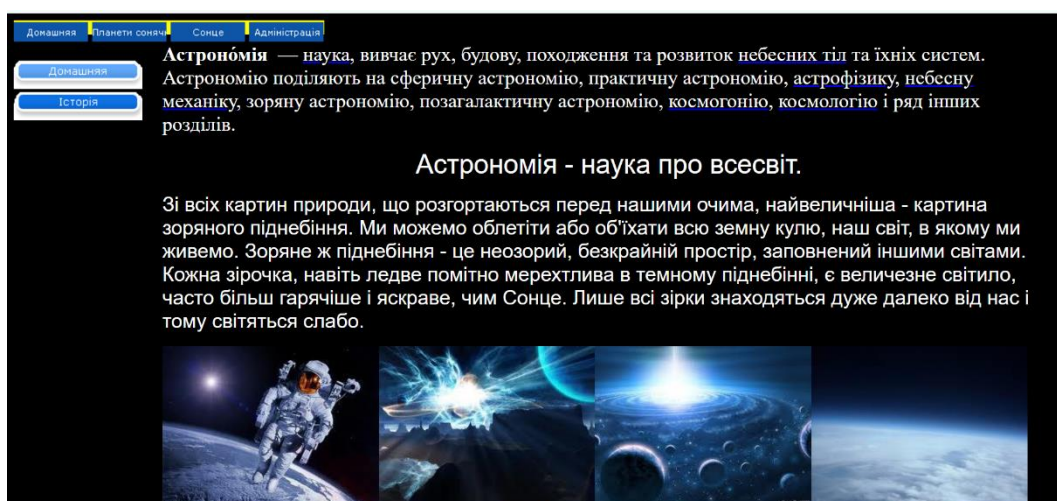 Домашня Планети сонячн Сонце Адміністрація
Домашня
Історія
Астроно́мія — наука, вивчає рух, будову, походження та розвиток небесних тіл та їхніх систем.
Астрономію поділяють на сферичну астрономію, практичну астрономію, астрофізику, небесну
механіку, зоряну астрономію, позагалактичну астрономію, космогонію, космологію і ряд інших
розділів.
Астрономія - наука про всесвіт.
Зі всіх картин природи, що розгортаються перед нашими очима, найвеличніша - картина
зоряного піднебіння. Ми можемо облетіти або об'їхати всю земну кулю, наш світ, в якому ми
живемо. Зоряне ж піднебіння - це неозорий, безкрайній простір, заповнений іншими світами.
Кожна зірочка, навіть ледве помітно мерехтлива в темному піднебінні, є величезне світило,
часто більш гарячіше і яскраве, чим Сонце. Лише всі зірки знаходяться дуже далеко від нас і
тому світяться слабо.